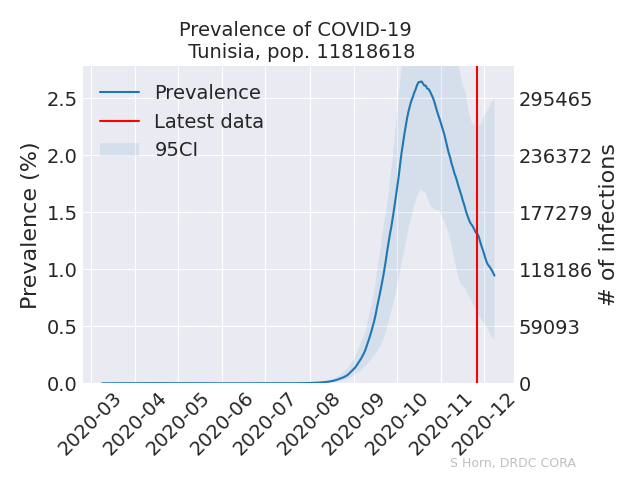 Prevalence of COVID-19
Tunisia, pop. 11818618
Prevalence
Latest data
95CI
Prevalence (%)
2.5
2.0
1.5
1.0
0.5
0.0
295465
236372
177279
118186
59093
0
# of infections
2020-03
2020-04
2020-05
2020-06
2020-07
2020-08
2020-09
2020-10
2020-11
2020-12
S Horn, DRDC CORA